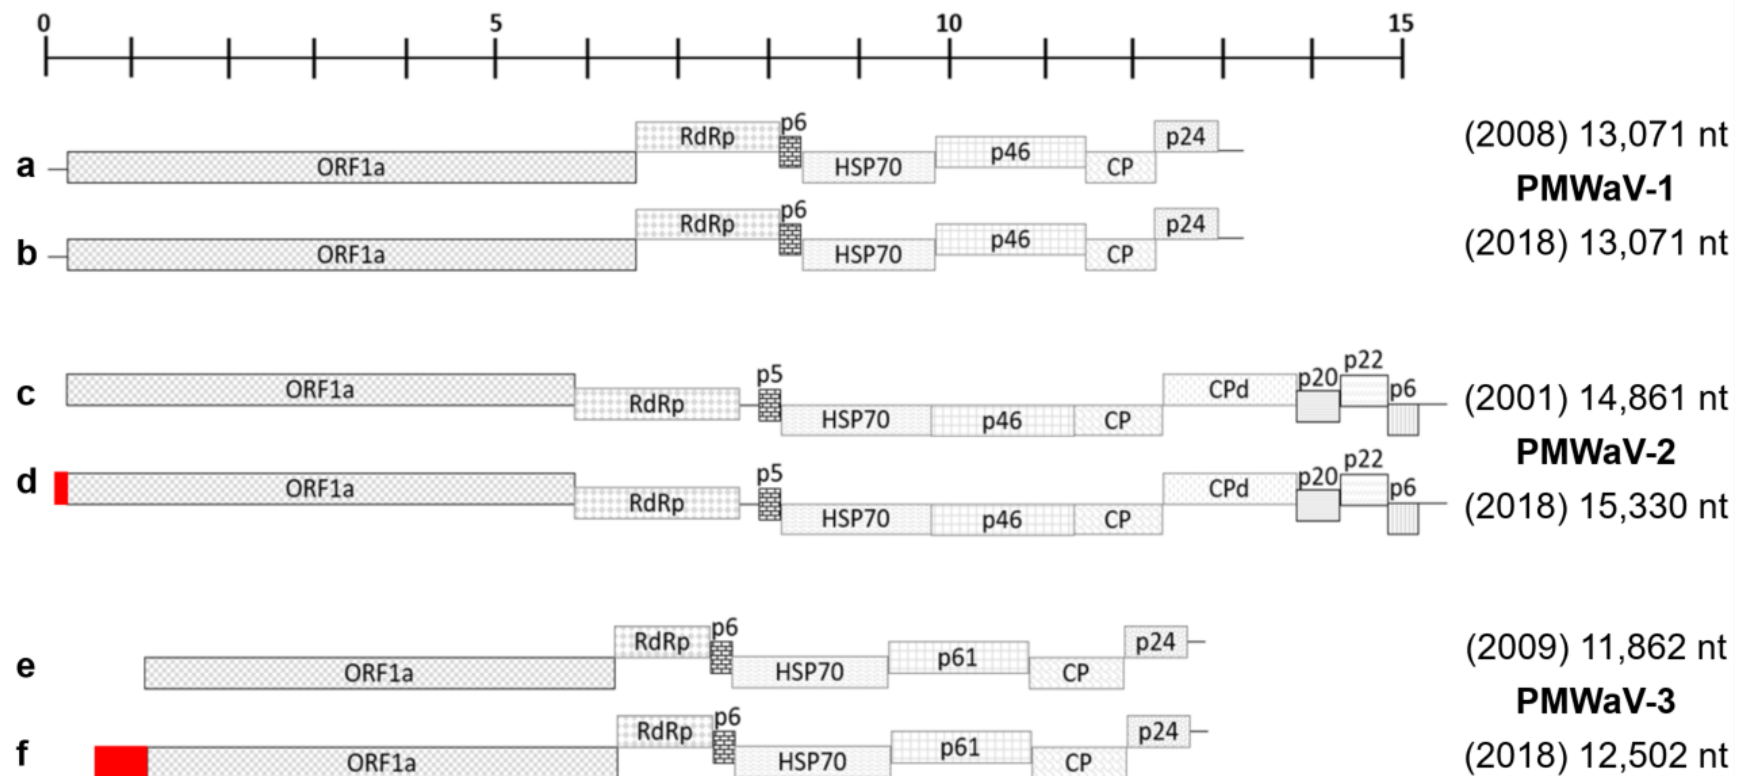 0 5 10 15
a ORF1a RdRp p6 HSP70 p46 CP p24 (2008) 13,071 nt
PMWaV-1
b ORF1a RdRp p6 HSP70 p46 CP p24 (2018) 13,071 nt
c ORF1a RdRp p5 HSP70 p46 CP CPd p20 p22 p6 (2001) 14,861 nt
PMWaV-2
d ORF1a RdRp p5 HSP70 p46 CP CPd p20 p22 p6 (2018) 15,330 nt
e ORF1a RdRp p6 HSP70 p61 CP p24 (2009) 11,862 nt
PMWaV-3
f ORF1a RdRp p6 HSP70 p61 CP p24 (2018) 12,502 nt